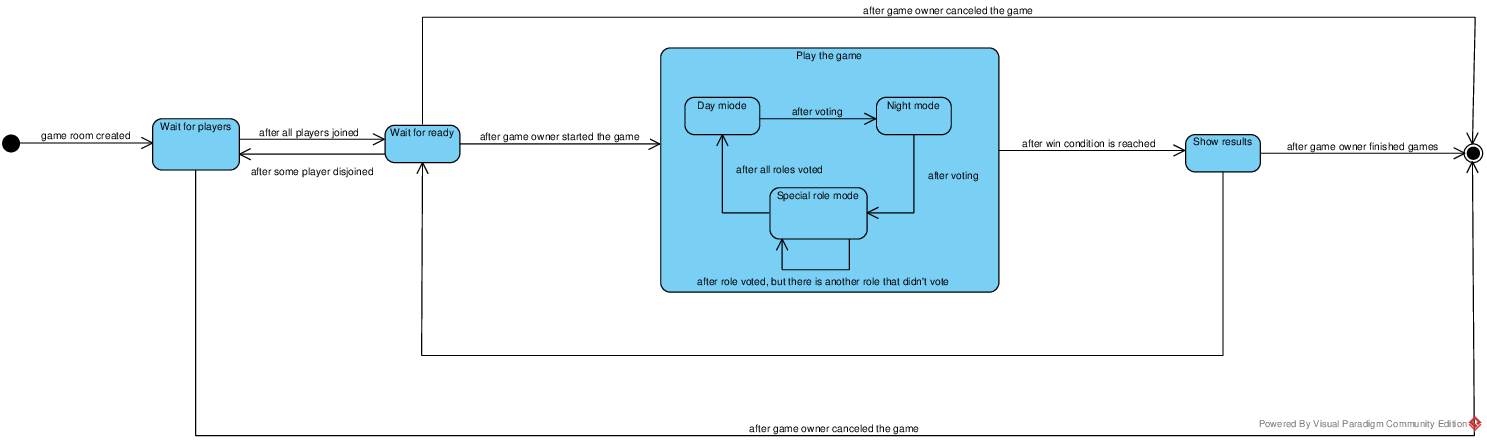 after game owner canceled the game
Play the game
Day miode
after voting
Night mode
game room created
Wait for players
after all players joined
Wait for ready
after game owner started the game
after win condition is reached
Show results
after game owner finished games
after some player disjoined
after all roles voted
after voting
Special role mode
after role voted, but there is another role that didn't vote
Powered By Visual Paradigm Community Edition
after game owner canceled the game